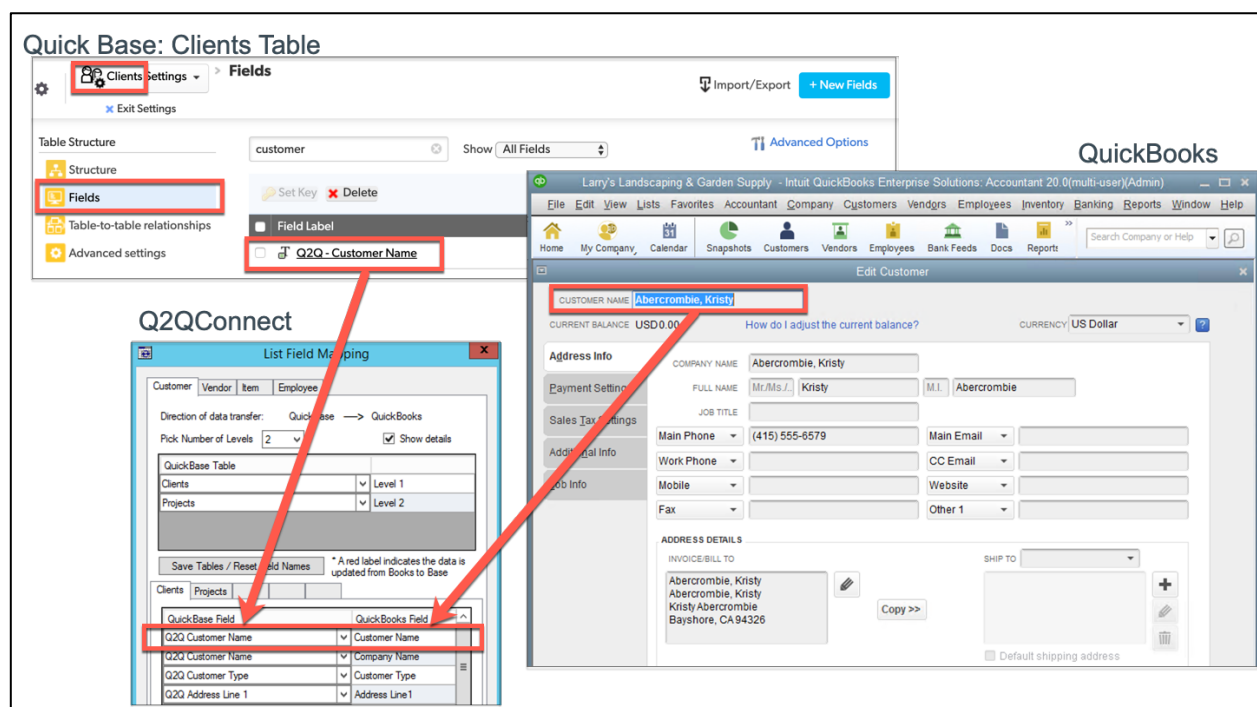 Quick Base: Clients Table
Clients Settings > Fields
Import/Export + New Fields
Exit Settings
Table Structure
customer Show All Fields Advanced Options
Structure
Fields
Set Key Delete
Table-to-table relationships
Field Label
Advanced settings
Q2Q - Customer Name
QuickBooks
Larry's Landscaping & Garden Supply - Intuit QuickBooks Enterprise Solutions: Accountant 20.0(multi-user)(Admin)
File Edit View Lists Favorites Accountant Company Customers Vendors Employees Inventory Banking Reports Window Help
Home My Company Calendar Snapshots Customers Vendors Employees Bank Feeds Docs Reports
Search Company or Help
Edit Customer
CUSTOMER NAME Abercrombie, Kristy
CURRENT BALANCE USD 0.00 How do I adjust the current balance? CURRENCY US Dollar
Address Info
COMPANY NAME Abercrombie, Kristy
Payment Settings
FULL NAME Mr./Ms./.. Kristy M.I. Abercrombie
JOB TITLE
Sales Tax Settings
Main Phone (415) 555-6579 Main Email
Additional Info
Work Phone CC Email
Job Info
Mobile Website
Fax Other 1
ADDRESS DETAILS
INVOICE/BILL TO SHIP TO
Abercrombie, Kristy
Abercrombie, Kristy
Kristy Abercrombie
Bayshore, CA 94326
Copy >>
Default shipping address
Q2QConnect
List Field Mapping
Customer Vendor Item Employee
Direction of data transfer: QuickBase —> QuickBooks
Pick Number of Levels 2 Show details
QuickBase Table
Clients Level 1
Projects Level 2
Save Tables / Reset Field Names
* A red label indicates the data is
updated from Books to Base
Clients Projects
QuickBase Field QuickBooks Field
Q2Q Customer Name Customer Name
Q2Q Customer Name Company Name
Q2Q Customer Type Customer Type
Q2Q Address Line 1 Address Line1